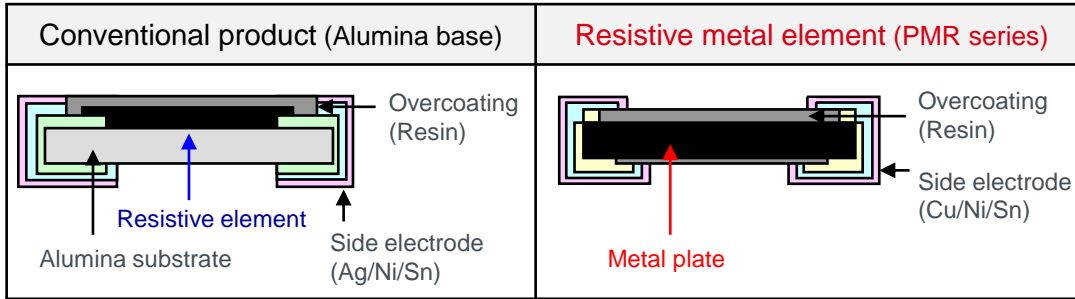 Conventional product (Alumina base)
Resistive metal element (PMR series)
Overcoating
(Resin)
Resistive element
Alumina substrate
Side electrode
(Ag/Ni/Sn)
Overcoating
(Resin)
Side electrode
(Cu/Ni/Sn)
Metal plate